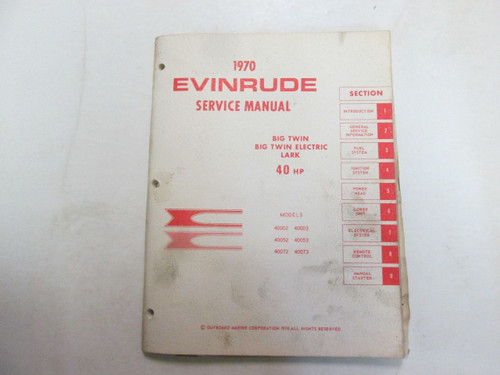 1970
EVINRUDE
SERVICE MANUAL
BIG TWIN
BIG TWIN ELECTRIC
LARK
40 HP
MODELS
40002 40003
40052 40053
40072 40073
SECTION
INTRODUCTION 1
GENERAL
SERVICE
INFORMATION 2
FUEL
SYSTEM 3
IGNITION
SYSTEM 4
POWER
HEAD 5
LOWER
UNIT 6
ELECTRICAL
SYSTEM 7
REMOTE
CONTROL 8
MANUAL
STARTER 9
© OUTBOARD MARINE CORPORATION 1970, ALL RIGHTS RESERVED